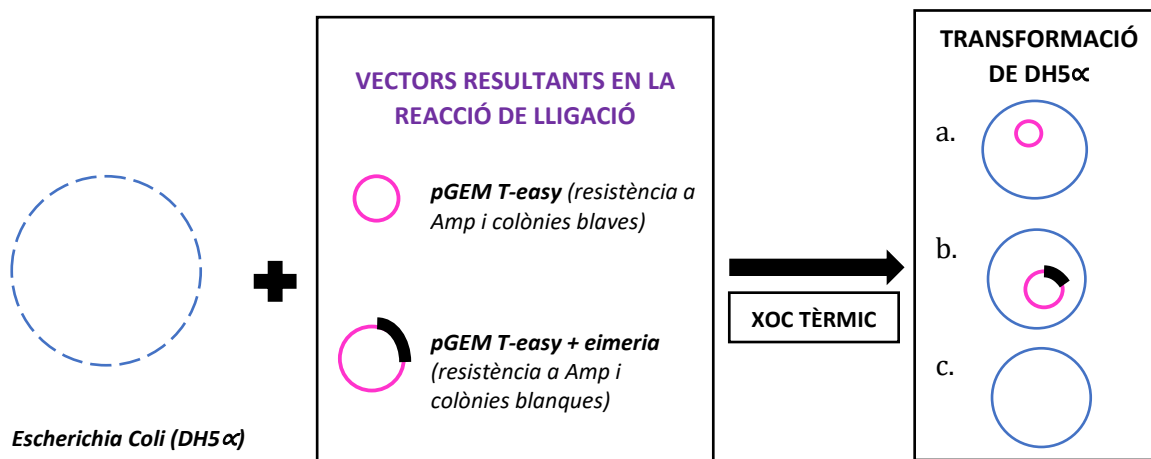 VECTORS RESULTANTS EN LA
REACCIÓ DE LLIGACIÓ
pGEM T-easy (resistència a
Amp i colònies blaves)
pGEM T-easy + eimeria
(resistència a Amp i
colònies blanques)
Escherichia Coli (DH5∝)
XOC TÈRMIC
TRANSFORMACIÓ
DE DH5∝
a.
b.
c.